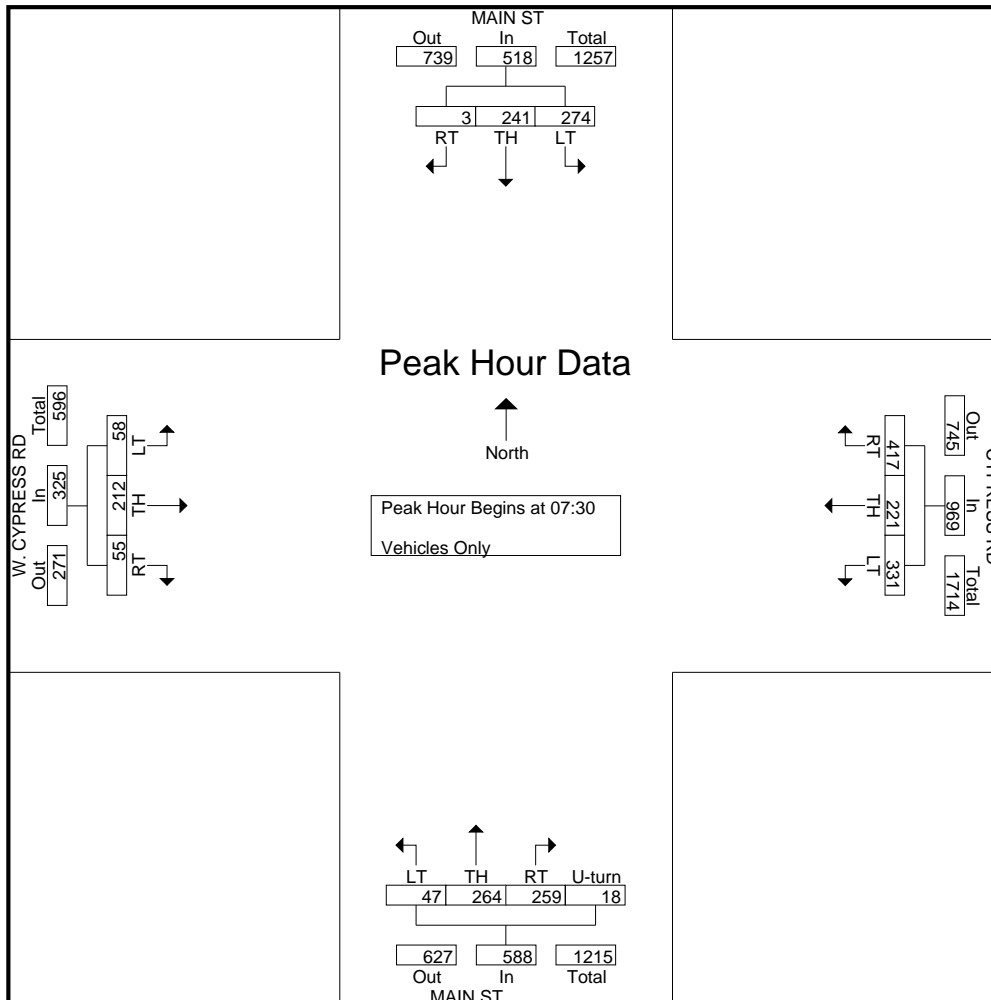 MAIN ST
Out In Total
739 518 1257
3 241 274
RT TH LT
Peak Hour Data
North
Peak Hour Begins at 07:30
Vehicles Only
W. CYPRESS RD
Total In Out
596 325 271
58 212 55
LT TH RT
RT TH LT
417 221 331
Out In Total
745 969 1714
RD
LT TH RT U-turn
47 264 259 18
627 588 1215
Out In Total
MAIN ST